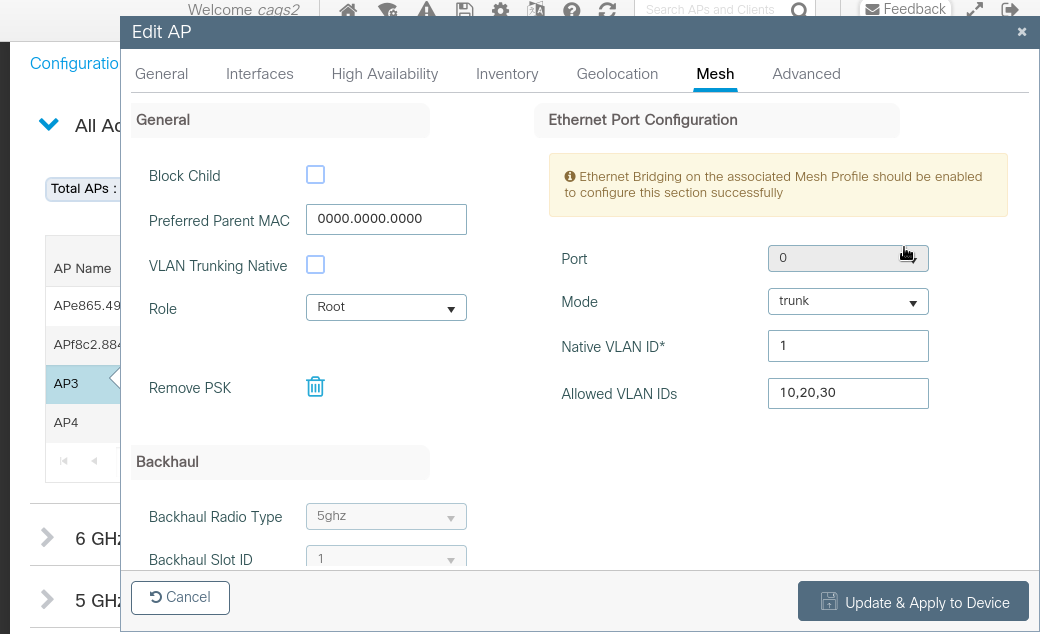 Welcome caqs2
Search APs and Clients
Feedback
Edit AP
Configuratio
General Interfaces High Availability Inventory Geolocation Mesh Advanced
General
Ethernet Port Configuration
All Ac
Block Child
Ethernet Bridging on the associated Mesh Profile should be enabled
to configure this section successfully
Total APs :
Preferred Parent MAC 0000.0000.0000
VLAN Trunking Native
Port 0
AP Name
Role Root
Mode trunk
APe865.49
Native VLAN ID* 1
APf8c2.884
AP3
Remove PSK
Allowed VLAN IDs 10,20,30
AP4
Backhaul
Backhaul Radio Type 5ghz
6 GHz
Backhaul Slot ID 1
5 GHz
Cancel
Update & Apply to Device